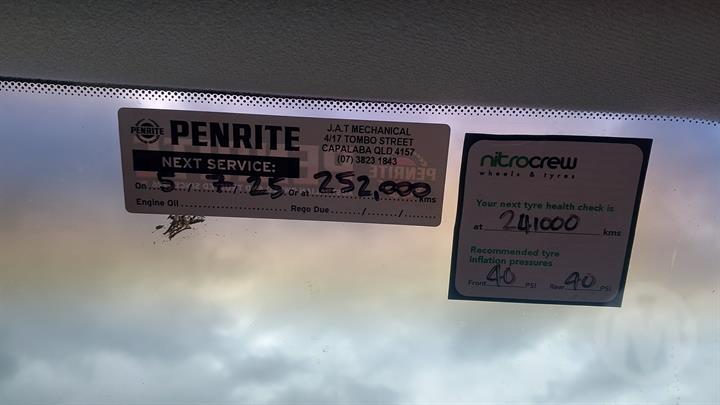 PENRITE
PENRITE
J.A.T MECHANICAL
4/17 TOMBO STREET
CAPALABA QLD 4157
(07) 3823 1843
NEXT SERVICE:
On 5/7/25 Or at 252,000 kms
Engine Oil Rego Due / /
nitrocrew
wheels & tyres
Your next tyre health check is
at 241000 kms
Recommended tyre
inflation pressures
Front 40 PSI Rear 40 PSI